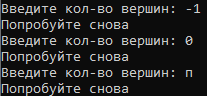 Введите кол-во вершин: -1
Попробуйте снова
Введите кол-во вершин: 0
Попробуйте снова
Введите кол-во вершин: п
Попробуйте снова